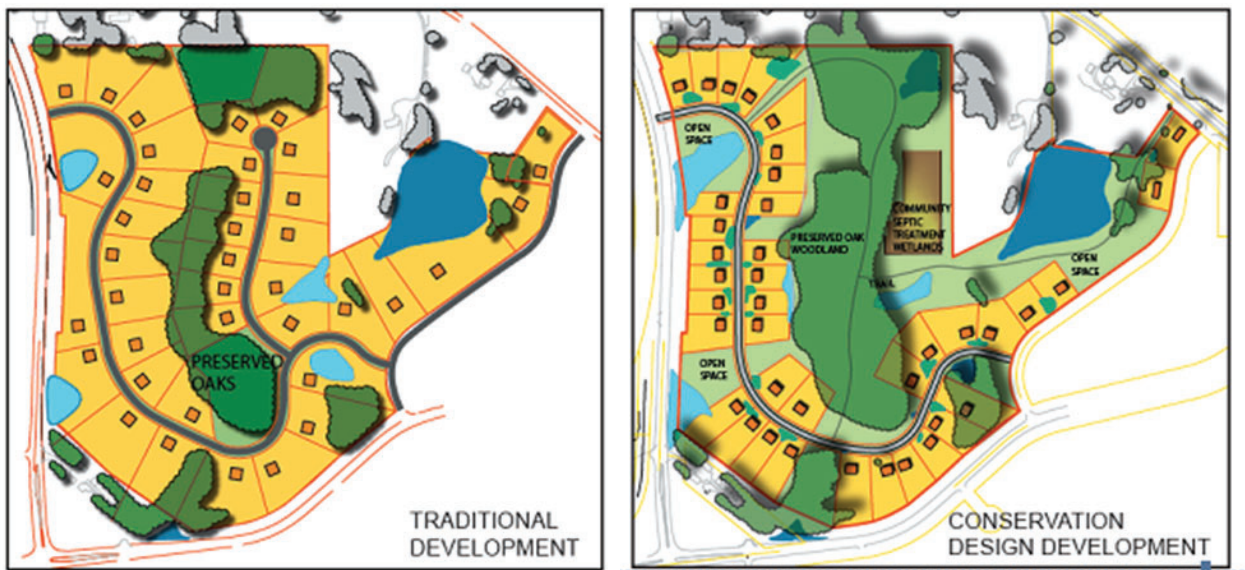 PRESERVED
OAKS
TRADITIONAL
DEVELOPMENT
OPEN
SPACE
COMMUNITY
SEPTIC
TREATMENT
WETLANDS
PRESERVED OAK
WOODLAND
OPEN
SPACE
TRAIL
OPEN
SPACE
CONSERVATION
DESIGN DEVELOPMENT